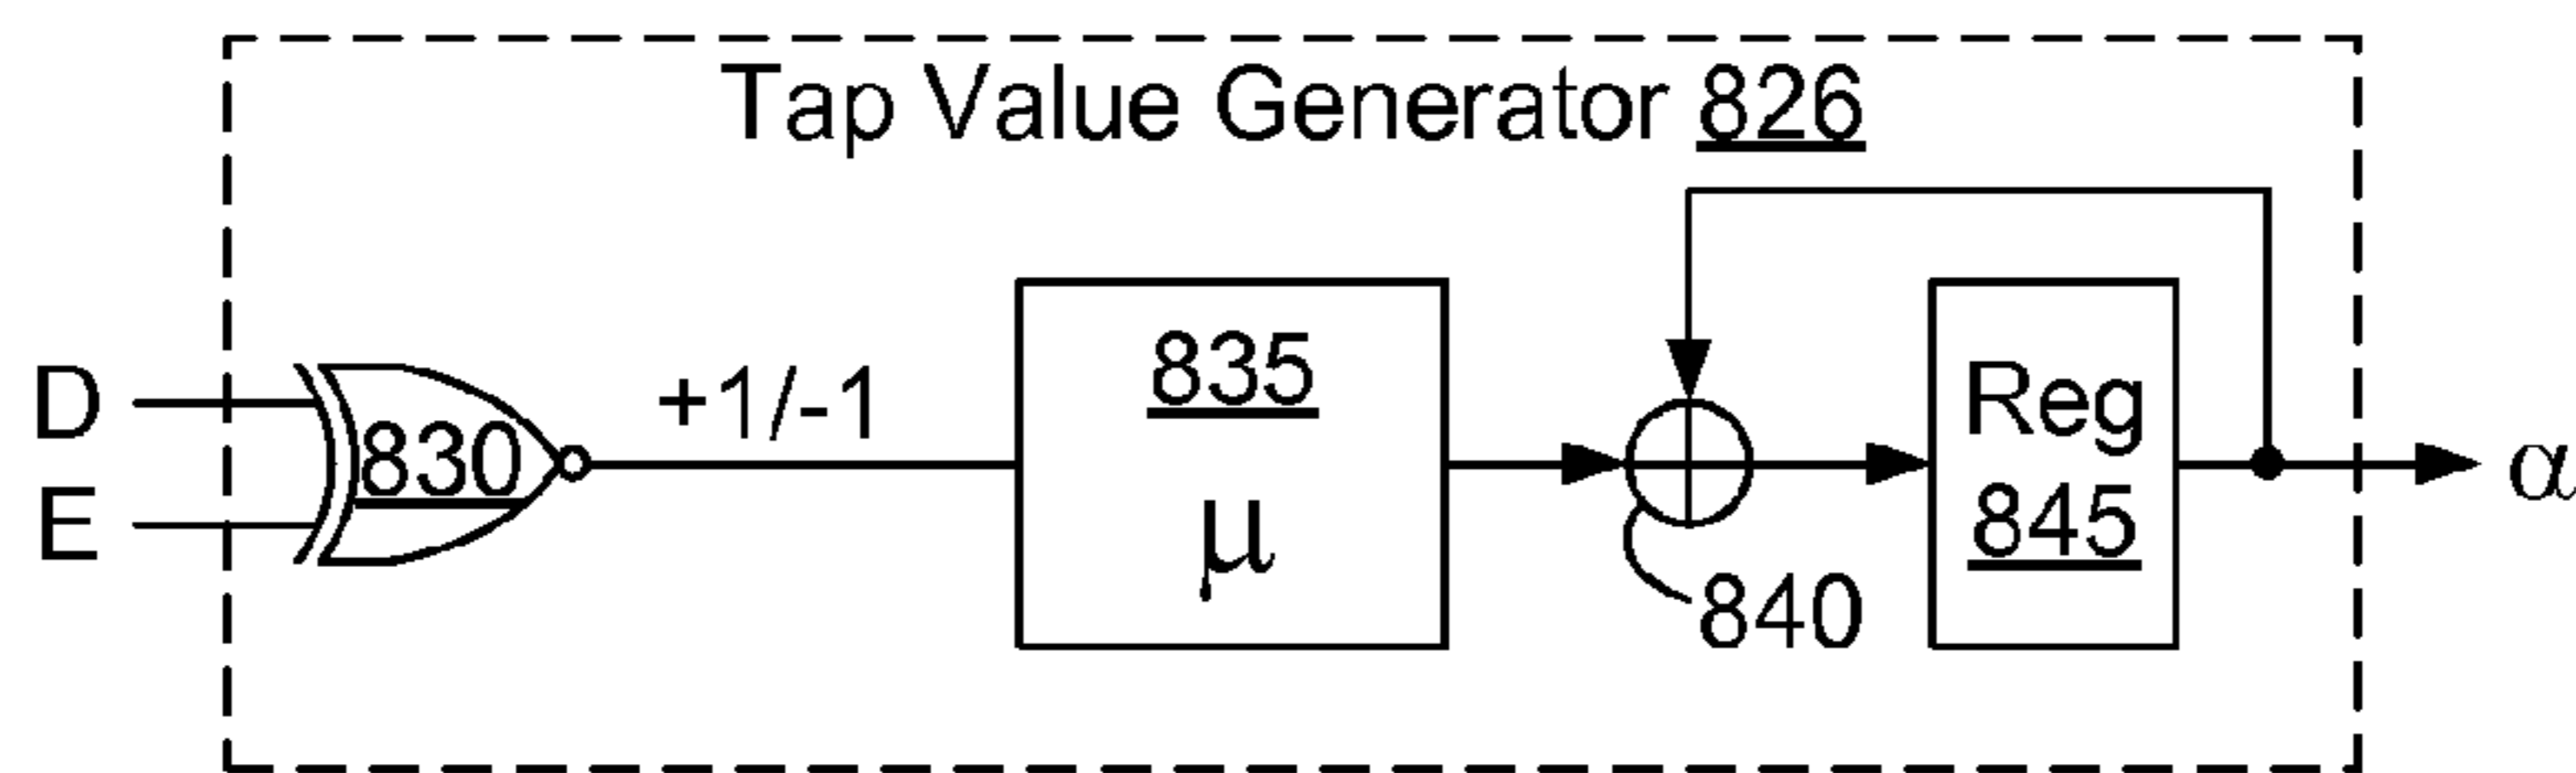 Tap Value Generator 826
D
E
830
+1/-1
835
μ
840
Reg
845
α